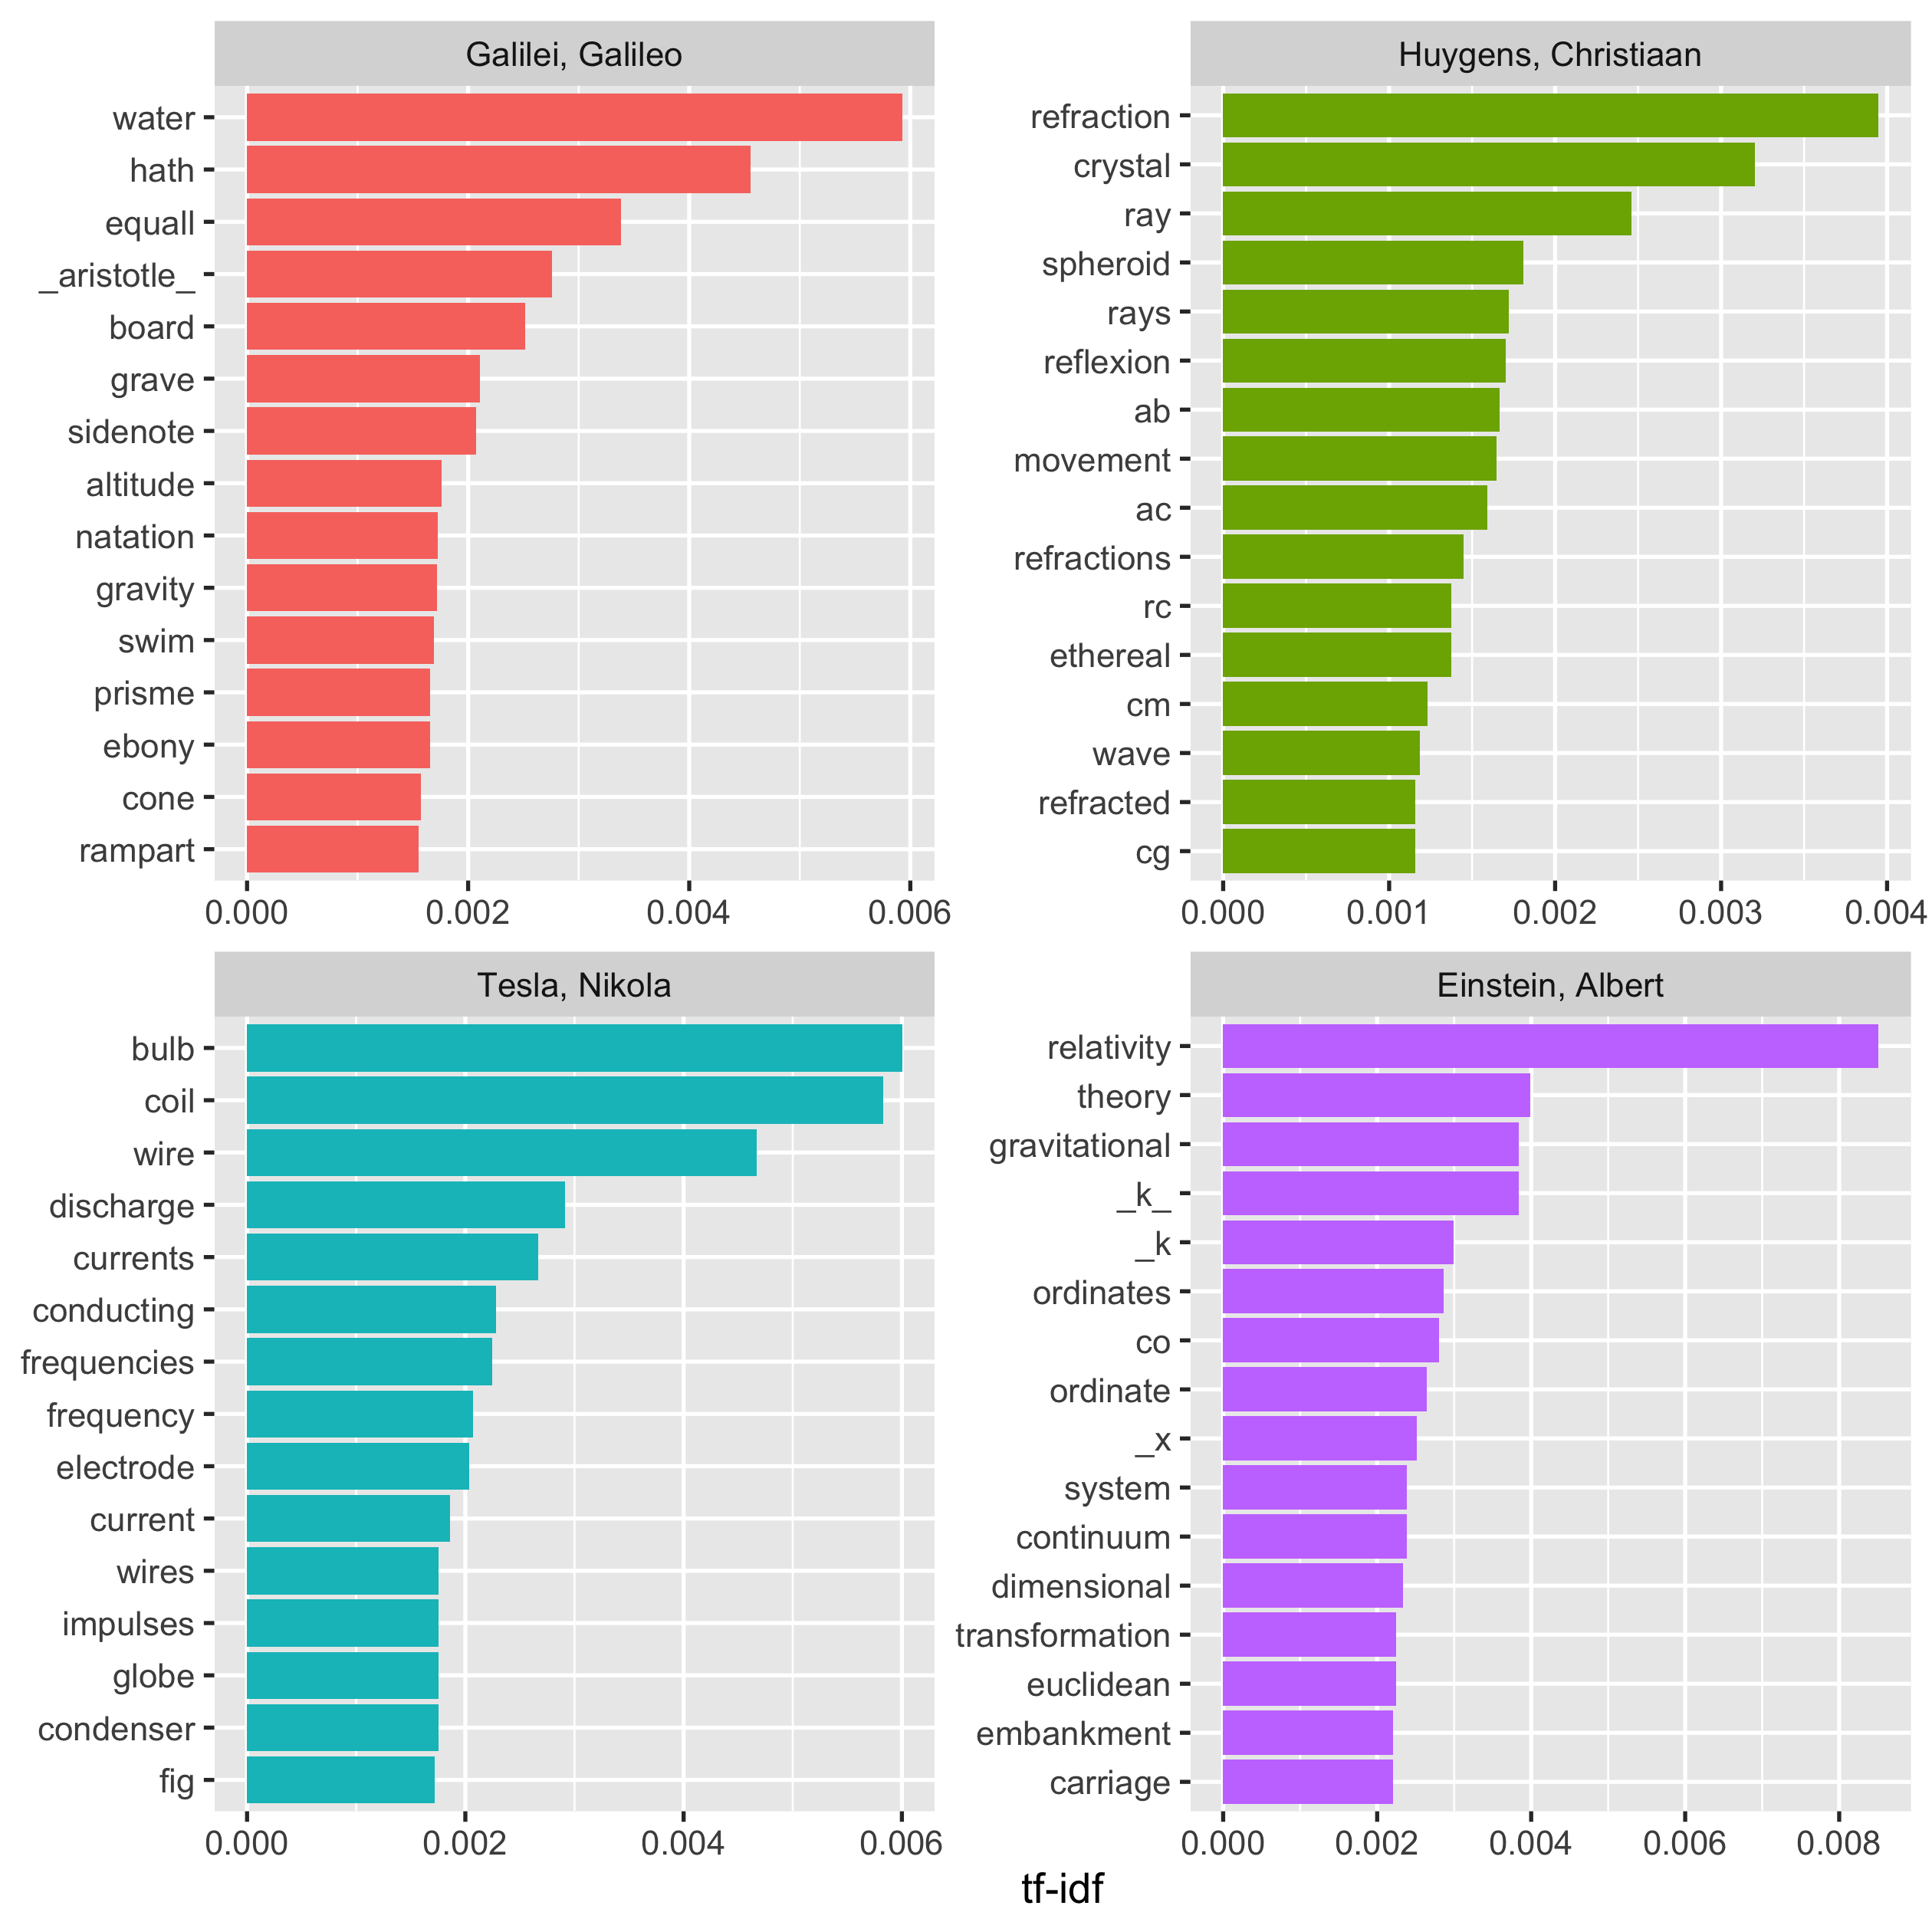 Galilei, Galileo
water
hath
equall
_aristotle_
board
grave
sidenote
altitude
natation
gravity
swim
prisme
ebony
cone
rampart
0.000 0.002 0.004 0.006
Huygens, Christiaan
refraction
crystal
ray
spheroid
rays
reflexion
ab
movement
ac
refractions
rc
ethereal
cm
wave
refracted
cg
0.000 0.001 0.002 0.003 0.004
Tesla, Nikola
bulb
coil
wire
discharge
currents
conducting
frequencies
frequency
electrode
current
wires
impulses
globe
condenser
fig
0.000 0.002 0.004 0.006
Einstein, Albert
relativity
theory
gravitational
_k_
_k
ordinates
co
ordinate
_x
system
continuum
dimensional
transformation
euclidean
embankment
carriage
0.000 0.002 0.004 0.006 0.008
tf-idf